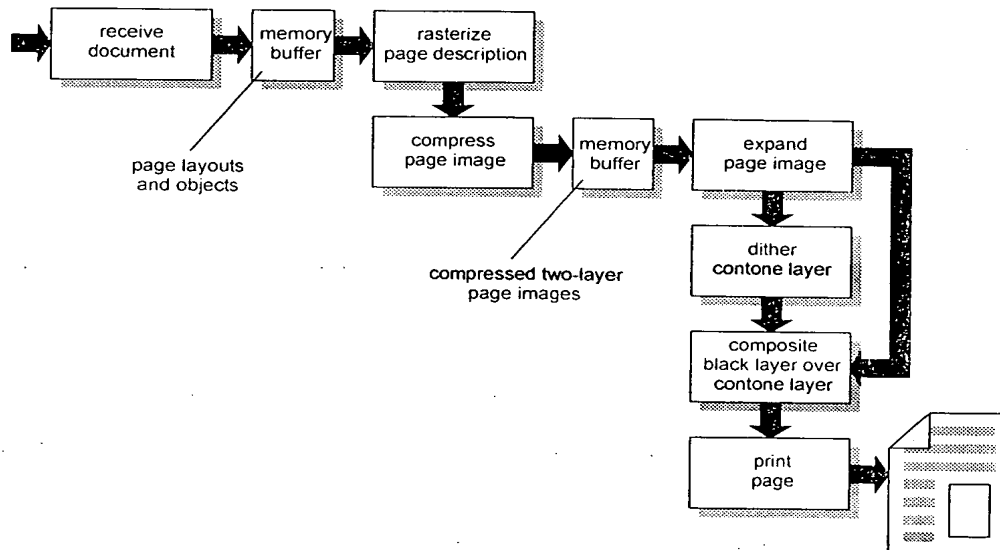 receive
document
memory
buffer
rasterize
page description
page layouts
and objects
compress
page image
memory
buffer
expand
page image
compressed two-layer
page images
dither
contone layer
composite
black layer over
contone layer
print
page